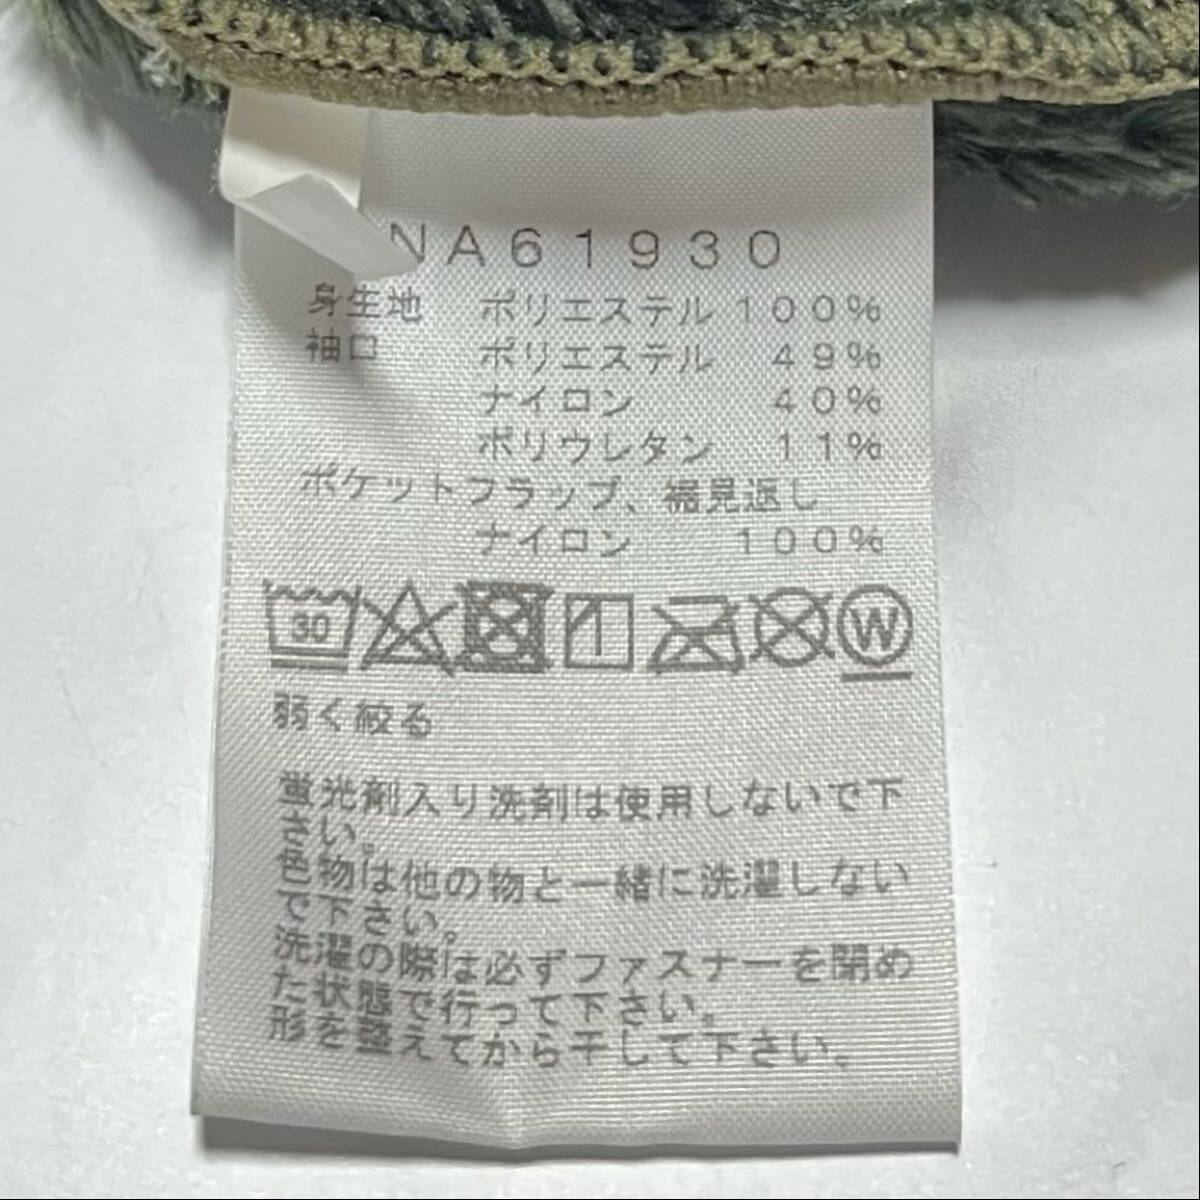 NA61930
身生地 ポリエステル 100%
袖口 ポリエステル 49%
ナイロン 40%
ポリウレタン 11%
ポケットフラップ、裾見返し
ナイロン 100%
30
W
弱く絞る
蛍光剤入り洗剤は使用しないで下
さい。
色物は他の物と一緒に洗濯しない
で下さい。
洗濯の際は必ずファスナーを閉め
た状態で行って下さい。
形を整えてから干して下さい。